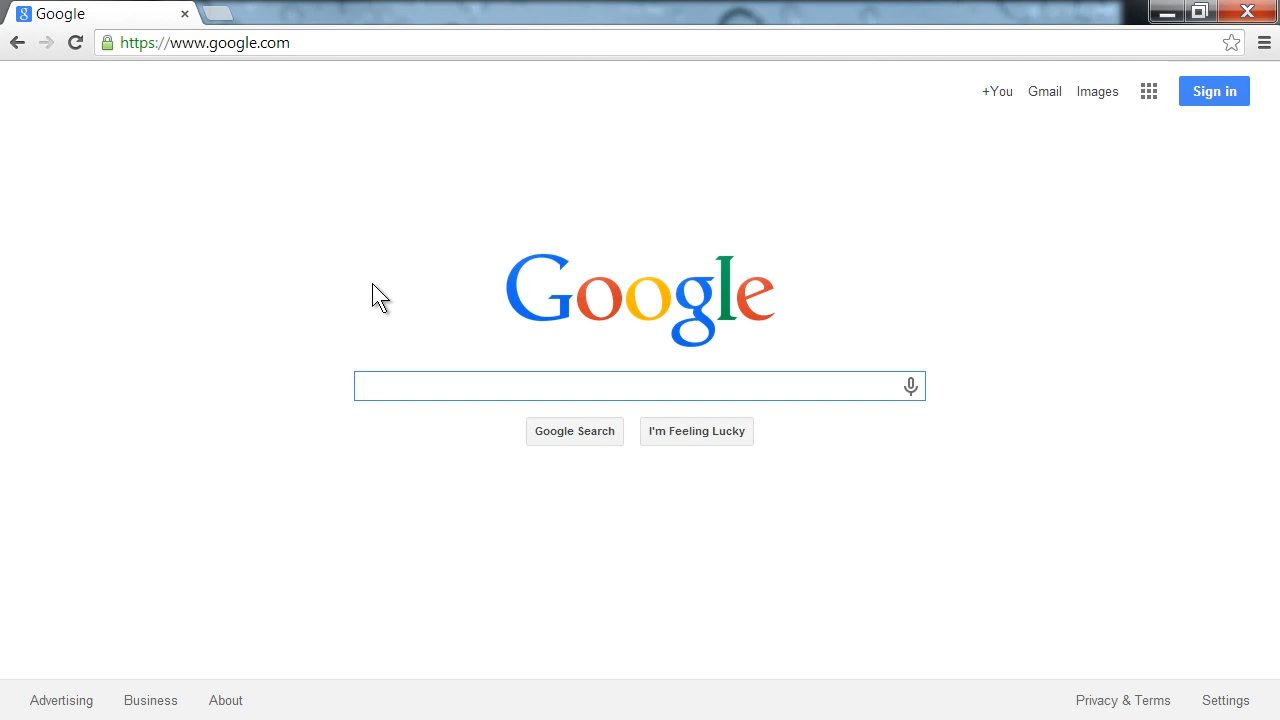 Google
https://www.google.com
+You Gmail Images Sign in
Google
Google Search I'm Feeling Lucky
Advertising Business About Privacy & Terms Settings